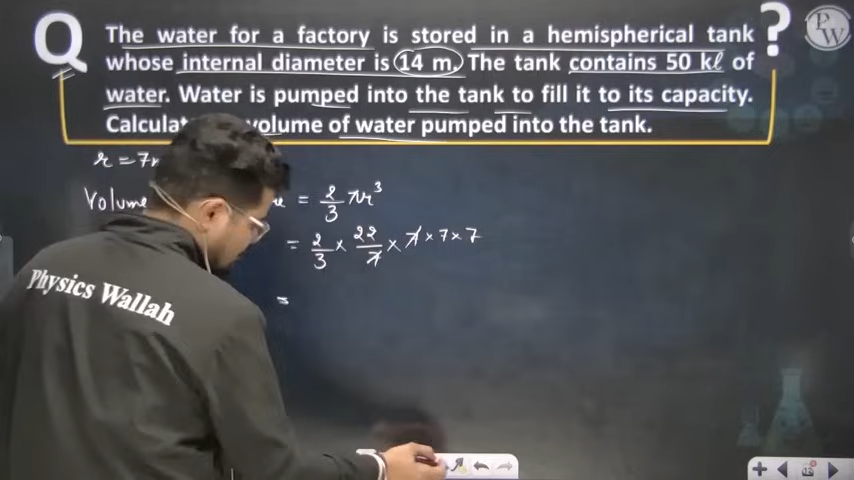 Q The water for a factory is stored in a hemispherical tank
whose internal diameter is 14 m. The tank contains 50 kℓ of
water. Water is pumped into the tank to fill it to its capacity.
volume of water pumped into the tank.
?
PW
r = 7
Volume = 2/3 πr³
= 2/3 × 22/7 × 7 × 7 × 7
=
Physics Wallah
13